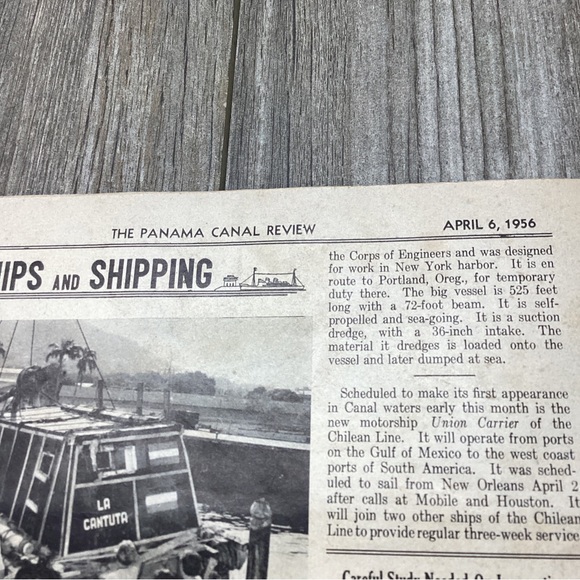 THE PANAMA CANAL REVIEW
APRIL 6, 1956
IPS AND SHIPPING
LA
CANTUTA
the Corps of Engineers and was designed
for work in New York harbor. It is en
route to Portland, Oreg., for temporary
duty there. The big vessel is 525 feet
long with a 72-foot beam. It is self-
propelled and sea-going. It is a suction
dredge, with a 36-inch intake. The
material it dredges is loaded onto the
vessel and later dumped at sea.
Scheduled to make its first appearance
in Canal waters early this month is the
new motorship Union Carrier of the
Chilean Line. It will operate from ports
on the Gulf of Mexico to the west coast
ports of South America. It was sched-
uled to sail from New Orleans April 2
after calls at Mobile and Houston. It
will join two other ships of the Chilean
Line to provide regular three-week service
Careful Study Needed